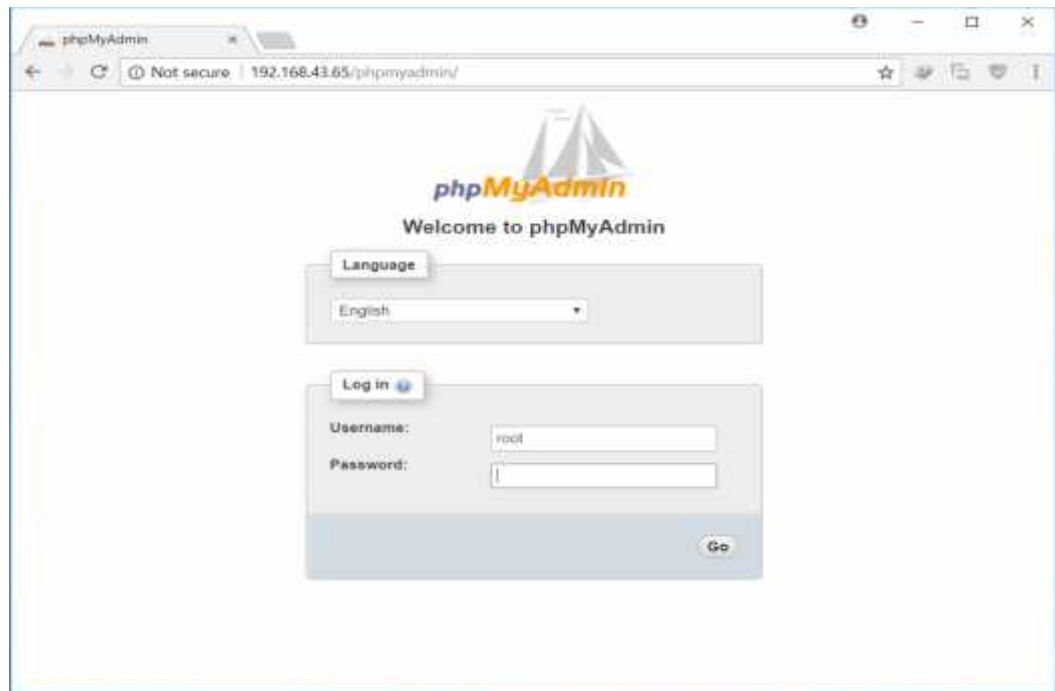 phpMyAdmin
Not secure 192.168.43.65/phpmyadmin/
phpMyAdmin
Welcome to phpMyAdmin
Language
English
Log in
Username: root
Password:
Go